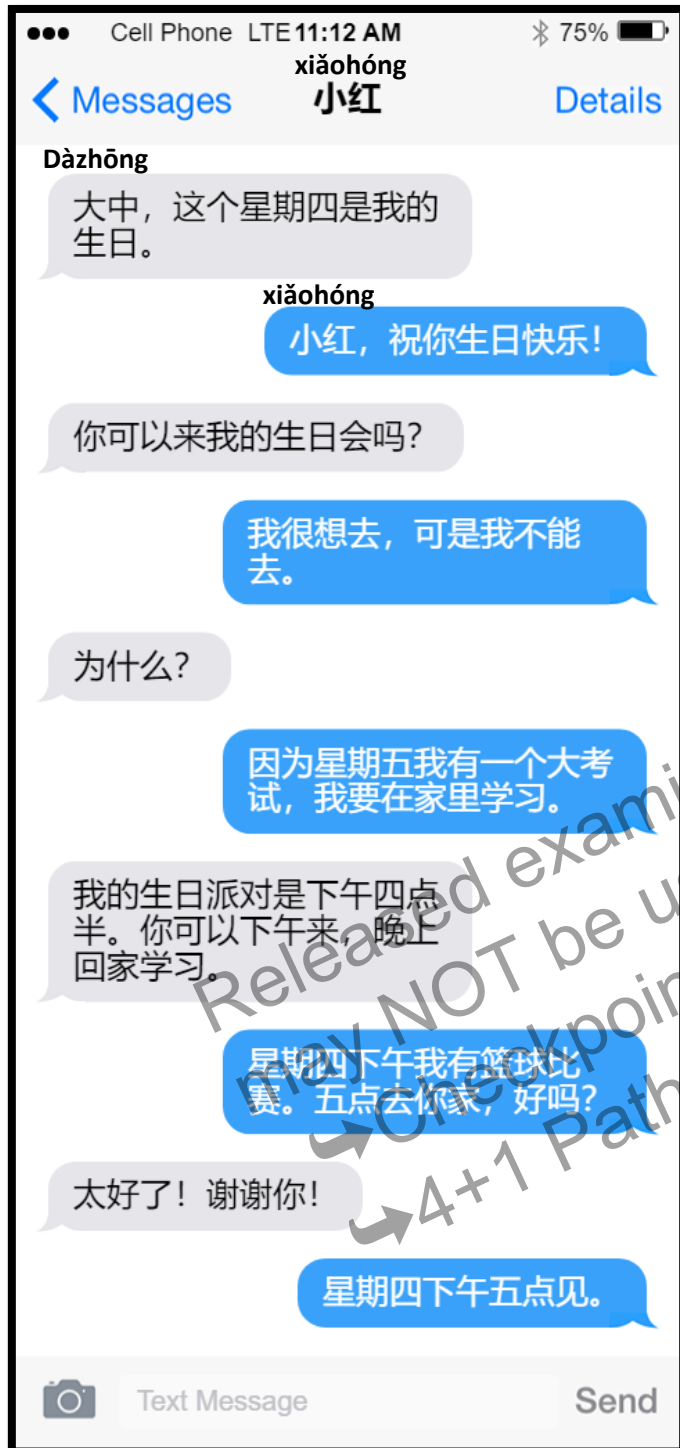 Cell Phone LTE 11:12 AM 75%
xiǎohóng
Messages 小红 Details
Dàzhōng
大中，这个星期四是我的
生日。
xiǎohóng
小红，祝你生日快乐！
你可以来我的生日会吗？
我很想去，可是我不能
去。
为什么？
因为星期五我有一个大考
试，我要在家里学习。
我的生日派对是下午四点
半。你可以下午来，晚上
回家学习。
星期四下午我有篮球比
赛。五点去你家，好吗？
太好了！谢谢你！
星期四下午五点见。
Text Message Send
Released exami
may NOT be u
Checkpoin
4+1 Path